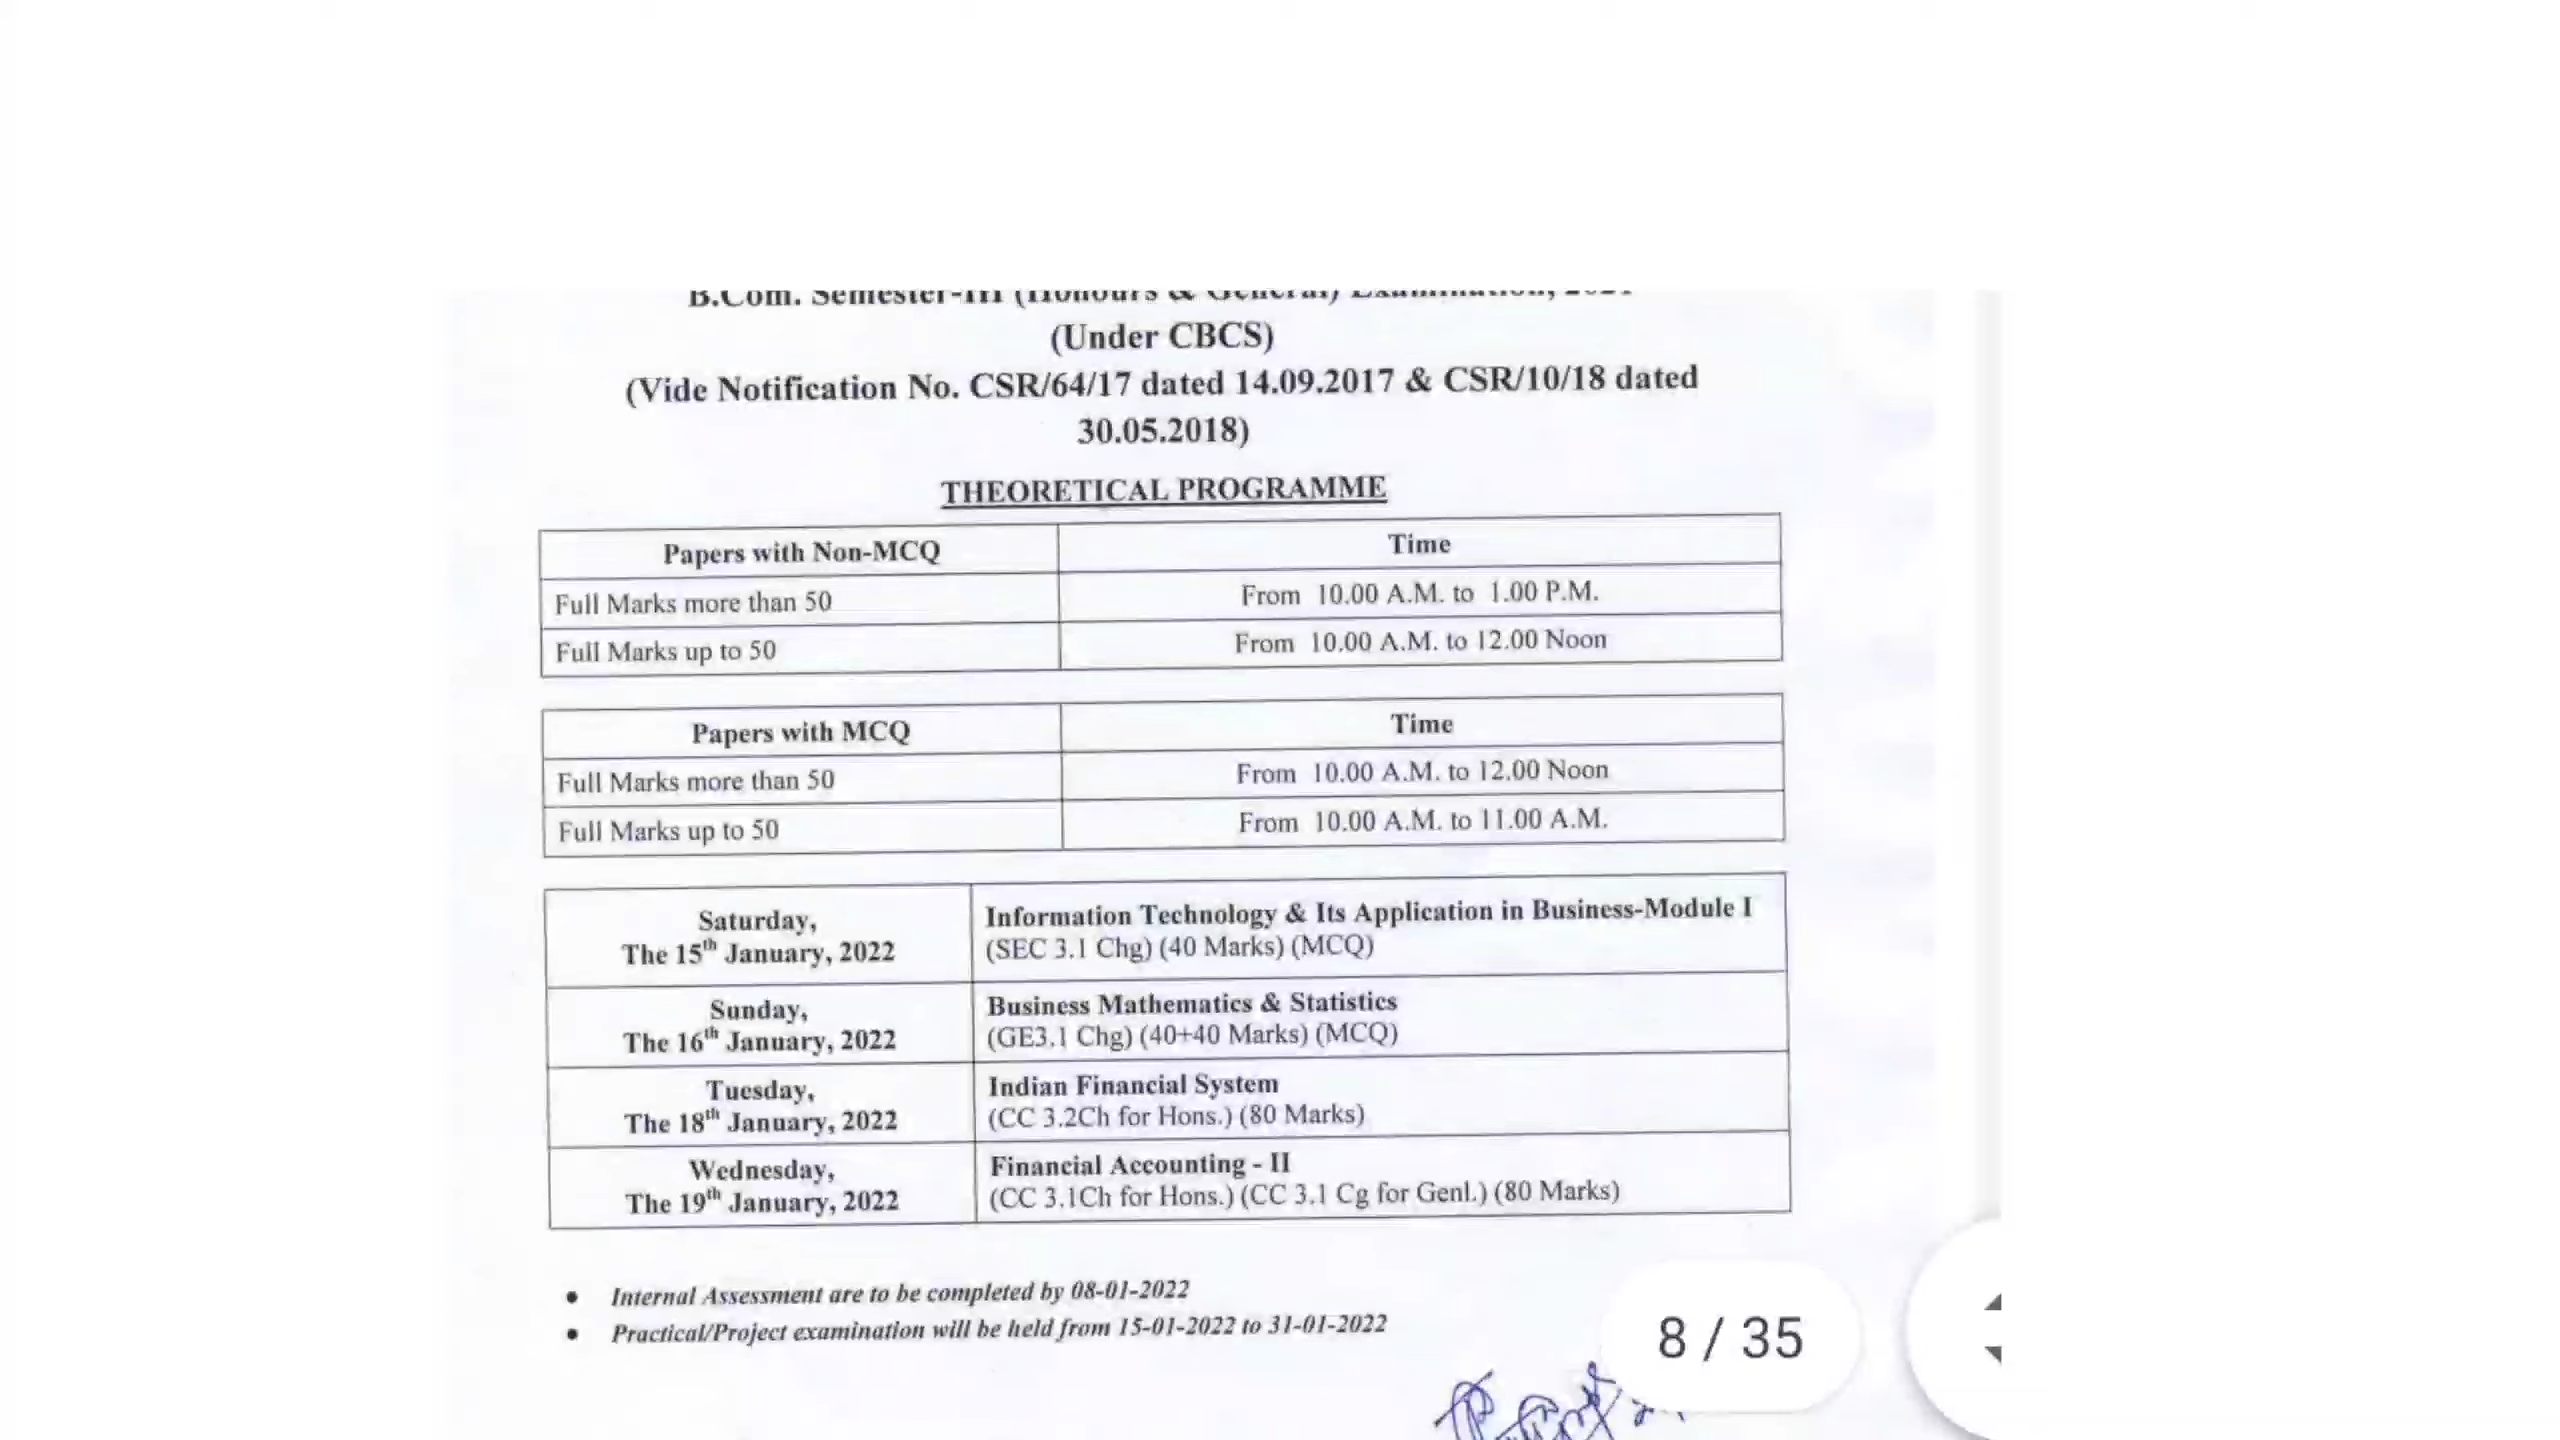 B.Com. Semester-III (Honours & General) Examination, 2021
(Under CBCS)
(Vide Notification No. CSR/64/17 dated 14.09.2017 & CSR/10/18 dated
30.05.2018)
THEORETICAL PROGRAMME
Papers with Non-MCQ Time
Full Marks more than 50 From 10.00 A.M. to 1.00 P.M.
Full Marks up to 50 From 10.00 A.M. to 12.00 Noon
Papers with MCQ Time
Full Marks more than 50 From 10.00 A.M. to 12.00 Noon
Full Marks up to 50 From 10.00 A.M. to 11.00 A.M.
Saturday,
The 15th January, 2022
Information Technology & Its Application in Business-Module I
(SEC 3.1 Chg) (40 Marks) (MCQ)
Sunday,
The 16th January, 2022
Business Mathematics & Statistics
(GE3.1 Chg) (40+40 Marks) (MCQ)
Tuesday,
The 18th January, 2022
Indian Financial System
(CC 3.2Ch for Hons.) (80 Marks)
Wednesday,
The 19th January, 2022
Financial Accounting - II
(CC 3.1Ch for Hons.) (CC 3.1 Cg for Genl.) (80 Marks)
• Internal Assessment are to be completed by 08-01-2022
• Practical/Project examination will be held from 15-01-2022 to 31-01-2022
8 / 35